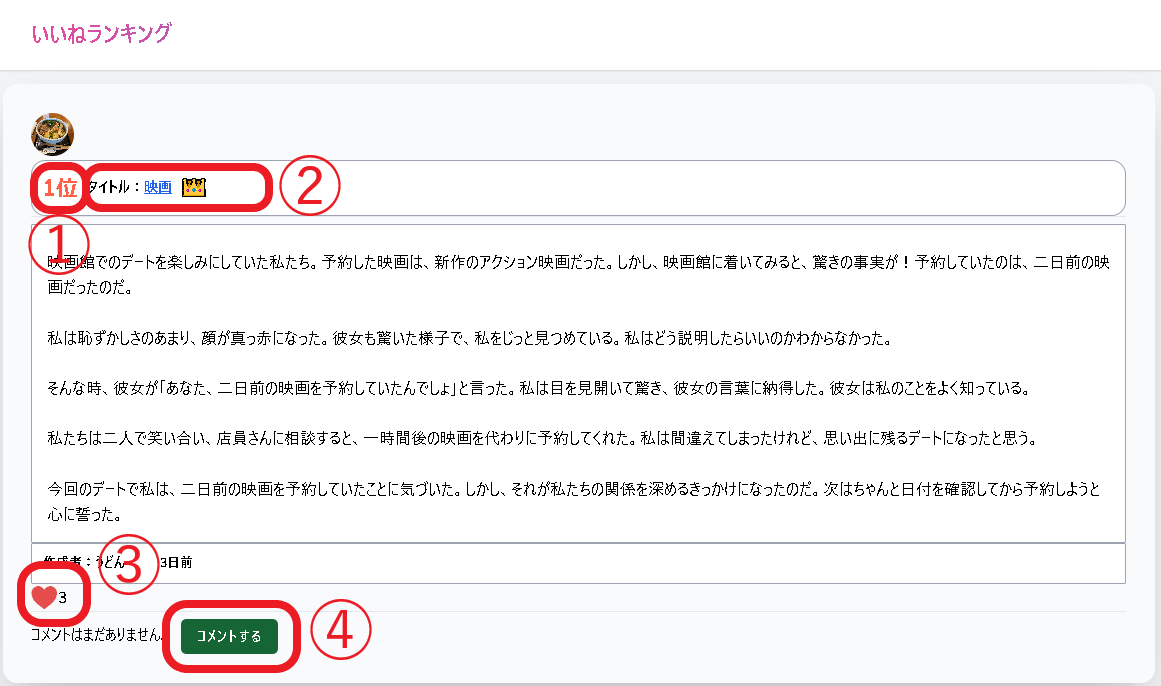 いいねランキング
1位 タイトル：映画 ②
①
映画館でのデートを楽しみにしていた私たち。予約した映画は、新作のアクション映画だった。しかし、映画館に着いてみると、驚きの事実が！予約していたのは、二日前の映
画だったのだ。
私は恥ずかしさのあまり、顔が真っ赤になった。彼女も驚いた様子で、私をじっと見つめている。私はどう説明したらいいのかわからなかった。
そんな時、彼女が「あなた、二日前の映画を予約していたんでしょ」と言った。私は目を見開いて驚き、彼女の言葉に納得した。彼女は私のことをよく知っている。
私たちは二人で笑い合い、店員さんに相談すると、一時間後の映画を代わりに予約してくれた。私は間違えてしまったけれど、思い出に残るデートになったと思う。
今回のデートで私は、二日前の映画を予約していたことに気づいた。しかし、それが私たちの関係を深めるきっかけになったのだ。次はちゃんと日付を確認してから予約しようと
心に誓った。
作成者：うどん ③ 3日前
3
コメントはまだありません。 コメントする ④